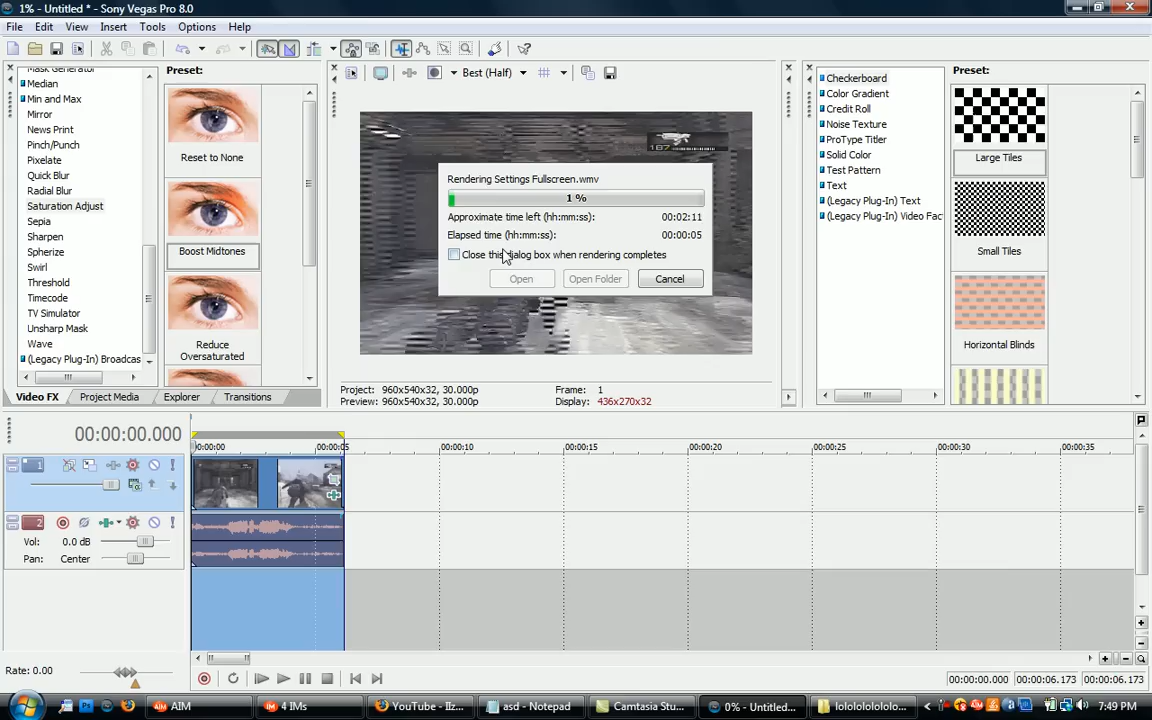 1% - Untitled * - Sony Vegas Pro 8.0
File Edit View Insert Tools Options Help
Mask Generator
Median
Min and Max
Mirror
News Print
Pinch/Punch
Pixelate
Quick Blur
Radial Blur
Saturation Adjust
Sepia
Sharpen
Spherize
Swirl
Threshold
Timecode
TV Simulator
Unsharp Mask
Wave
(Legacy Plug-In) Broadcas
Preset:
Reset to None
Boost Midtones
Reduce
Oversaturated
Video FX Project Media Explorer Transitions
Best (Half)
187
Rendering Settings Fullscreen.wmv
1 %
Approximate time left (hh:mm:ss): 00:02:11
Elapsed time (hh:mm:ss): 00:00:05
Close this dialog box when rendering completes
Open Open Folder Cancel
Project: 960x540x32, 30.000p Frame: 1
Preview: 960x540x32, 30.000p Display: 436x270x32
Checkerboard
Color Gradient
Credit Roll
Noise Texture
ProType Titler
Solid Color
Test Pattern
Text
(Legacy Plug-In) Text
(Legacy Plug-In) Video Fact
Preset:
Large Tiles
Small Tiles
Horizontal Blinds
00:00:00.000
00:00:00 00:00:05 00:00:10 00:00:15 00:00:20 00:00:25 00:00:30 00:00:35
1
2
Vol: 0.0 dB
Pan: Center
Rate: 0.00
00:00:00.000 00:00:06.173 00:00:06.173
AIM 4 IMs YouTube - Ilz... asd - Notepad Camtasia Stu... 0% - Untitled... lolololololo... 7:49 PM